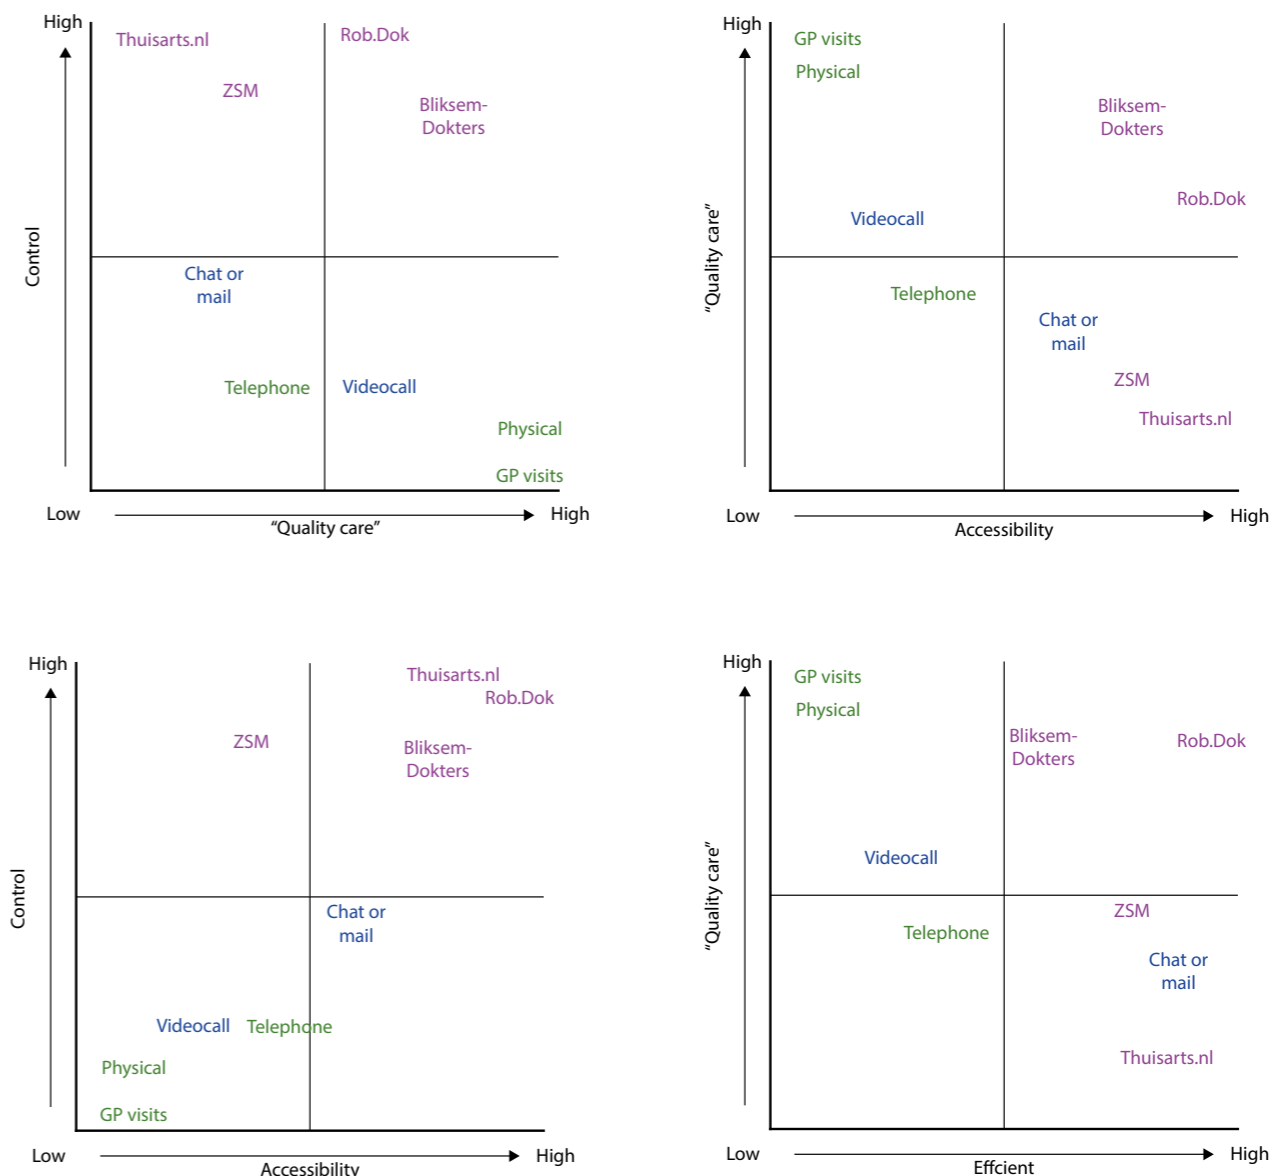 High
Thuisarts.nl
Rob.Dok
ZSM
Bliksem-
Dokters
Control
Chat or
mail
Telephone
Videocall
Physical
GP visits
Low
"Quality care"
High
High
GP visits
Physical
Bliksem-
Dokters
Rob.Dok
"Quality care"
Videocall
Telephone
Chat or
mail
ZSM
Thuisarts.nl
Low
Accessibility
High
High
Thuisarts.nl
Rob.Dok
ZSM
Bliksem-
Dokters
Control
Chat or
mail
Videocall
Telephone
Physical
GP visits
Low
Accessibility
High
High
GP visits
Physical
Bliksem-
Dokters
Rob.Dok
"Quality care"
Videocall
Telephone
ZSM
Chat or
mail
Thuisarts.nl
Low
Effcient
High